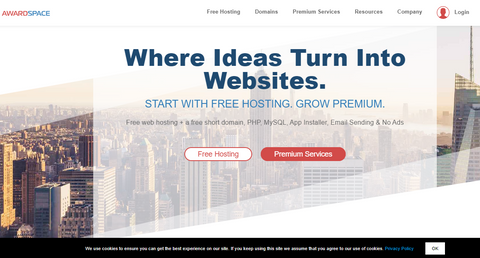 AWARDSPACE
Free Hosting Domains Premium Services Resources Company Login
Where Ideas Turn Into
Websites.
START WITH FREE HOSTING. GROW PREMIUM.
Free web hosting + a free short domain, PHP, MySQL, App Installer, Email Sending & No Ads
Free Hosting Premium Services
We use cookies to ensure you can get the best experience on our site. If you keep using this site we assume that you agree to our use of cookies. Privacy Policy OK